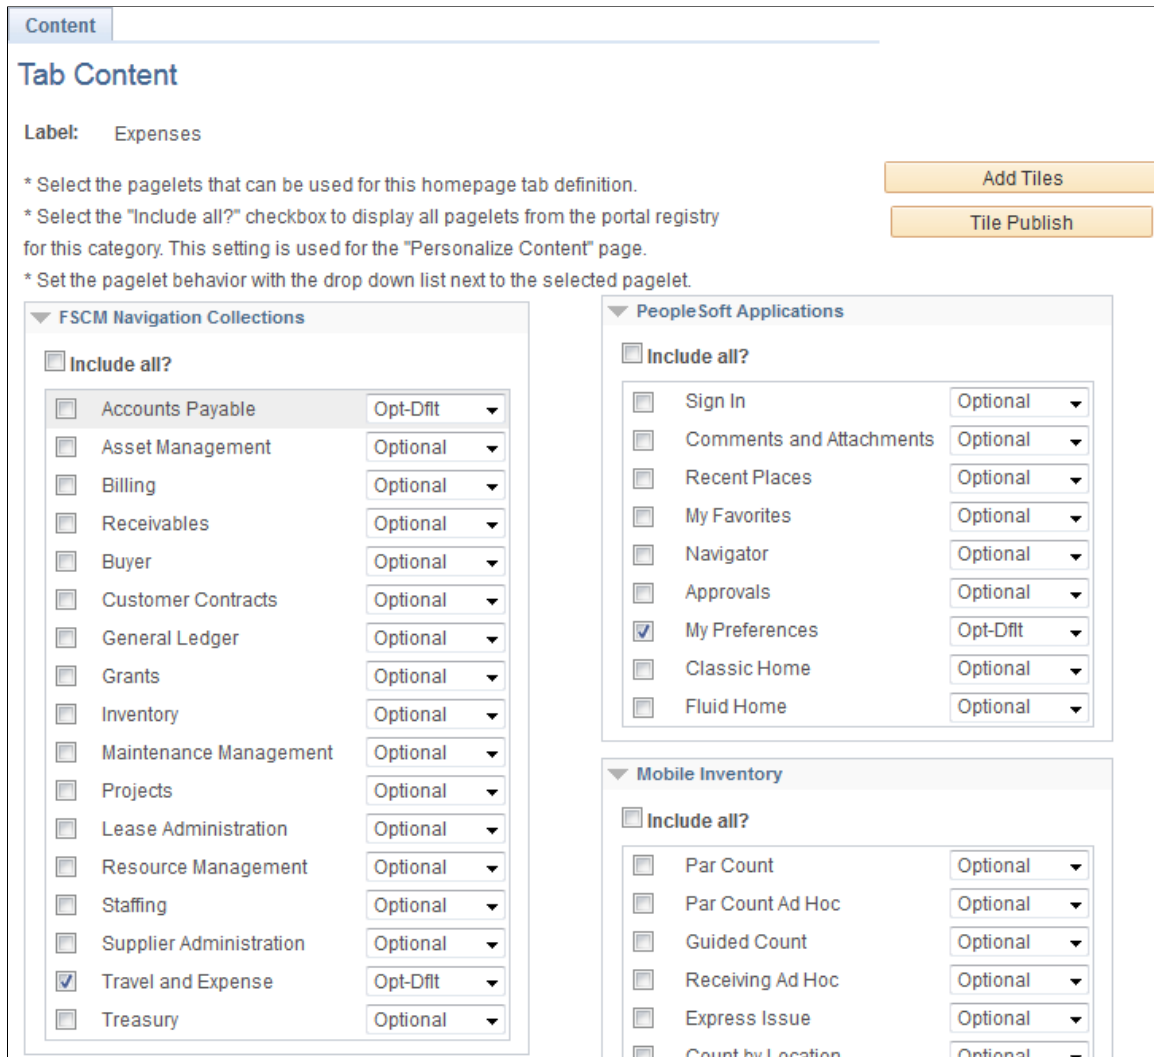 Content
Tab Content
Label: Expenses
* Select the pagelets that can be used for this homepage tab definition.
* Select the "Include all?" checkbox to display all pagelets from the portal registry
for this category. This setting is used for the "Personalize Content" page.
* Set the pagelet behavior with the drop down list next to the selected pagelet.
Add Tiles
Tile Publish
FSCM Navigation Collections
Include all?
Accounts Payable Opt-Dflt
Asset Management Optional
Billing Optional
Receivables Optional
Buyer Optional
Customer Contracts Optional
General Ledger Optional
Grants Optional
Inventory Optional
Maintenance Management Optional
Projects Optional
Lease Administration Optional
Resource Management Optional
Staffing Optional
Supplier Administration Optional
Travel and Expense Opt-Dflt
Treasury Optional
PeopleSoft Applications
Include all?
Sign In Optional
Comments and Attachments Optional
Recent Places Optional
My Favorites Optional
Navigator Optional
Approvals Optional
My Preferences Opt-Dflt
Classic Home Optional
Fluid Home Optional
Mobile Inventory
Include all?
Par Count Optional
Par Count Ad Hoc Optional
Guided Count Optional
Receiving Ad Hoc Optional
Express Issue Optional
Count by Location Optional